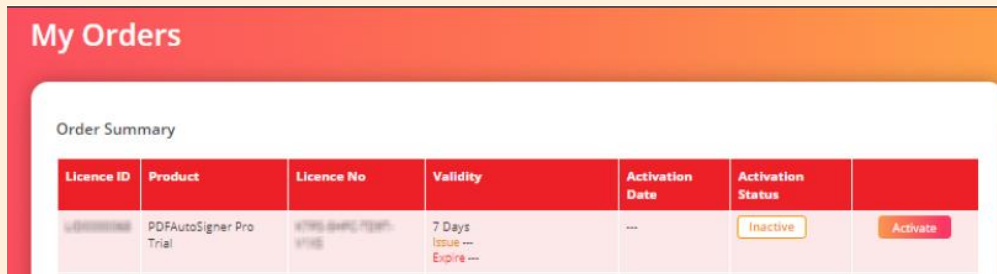 My Orders
Order Summary
Licence ID Product Licence No Validity Activation Date Activation Status
PDFAutoSigner Pro Trial 7 Days --- Inactive Activate
Issue ---
Expire ---